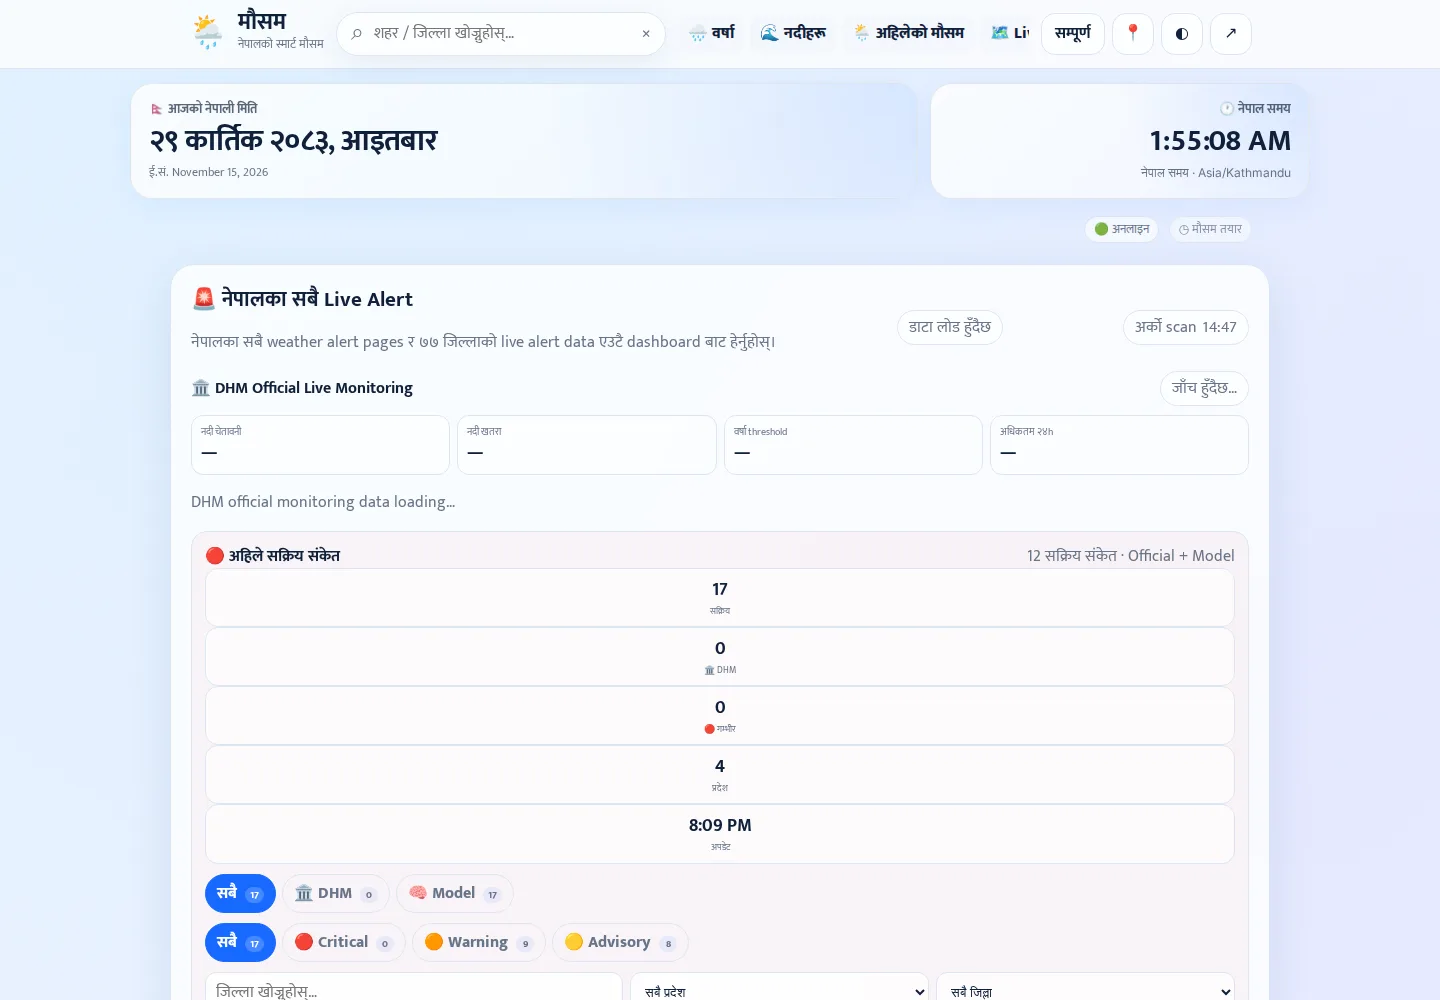 मौसम
नेपालको स्मार्ट मौसम
शहर / जिल्ला खोज्नुहोस्...
×
वर्षा
नदीहरू
अहिलेको मौसम
सम्पूर्ण
आजको नेपाली मिति
२९ कार्तिक २०८३, आइतबार
ई.सं. November 15, 2026
नेपाल समय
1:55:08 AM
नेपाल समय · Asia/Kathmandu
अनलाइन
मौसम तयार
नेपालका सबै Live Alert
नेपालका सबै weather alert pages र ७७ जिल्लाको live alert data एउटै dashboard बाट हेर्नुहोस्।
डाटा लोड हुँदैछ
अर्को scan 14:47
DHM Official Live Monitoring
जाँच हुँदैछ...
नदी चेतावनी
—
नदी खतरा
—
वर्षा threshold
—
अधिकतम २४h
—
DHM official monitoring data loading...
अहिले सक्रिय संकेत
12 सक्रिय संकेत · Official + Model
17
सक्रिय
0
DHM
0
गम्भीर
4
प्रदेश
8:09 PM
अपडेट
सबै 17
DHM 0
Model 17
सबै 17
Critical 0
Warning 9
Advisory 8
जिल्ला खोज्नुहोस्...
सबै प्रदेश
सबै जिल्ला